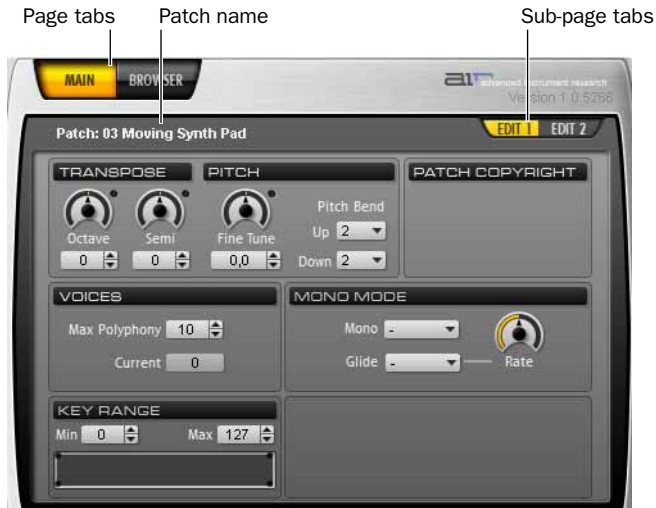 Page tabs Patch name Sub-page tabs
MAIN BROWSER
air advanced instrument research
Version 1.0.5266
Patch: 03 Moving Synth Pad
EDIT 1 EDIT 2
TRANSPOSE PITCH PATCH COPYRIGHT
Pitch Bend
Octave Semi Fine Tune Up 2
0 0 0,0 Down 2
VOICES MONO MODE
Max Polyphony 10 Mono -
Current 0 Glide - Rate
KEY RANGE
Min 0 Max 127